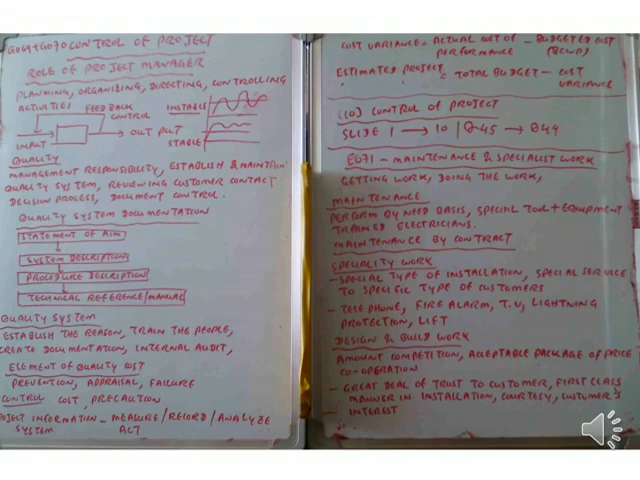 G069+G070 CONTROL OF PROJECT
ROLE OF PROJECT MANAGER
PLANNING, ORGANIZING, DIRECTING, CONTROLLING
ACTIVITIES FEEDBACK CONTROL INSTABLE
INPUT OUT PUT STABLE
QUALITY
MANAGEMENT RESPONSIBILITY, ESTABLISH & MAINTAIN
QUALITY SYSTEM, REVIEWING CUSTOMER CONTACT
DECISION PROCESS, DOCUMENT CONTROL.
QUALITY SYSTEM DOCUMENTATION
STATEMENT OF AIM
SYSTEM DESCRIPTION
PROCEDURE DESCRIPTION
TECHNICAL REFERENCE/MANUAL
QUALITY SYSTEM
ESTABLISH THE REASON, TRAIN THE PEOPLE,
CREATE DOCUMENTATION, INTERNAL AUDIT,
ELEMENT OF QUALITY COST
PREVENTION, APPRAISAL, FAILURE
CONTROL COST, PRECAUTION
PROJECT INFORMATION - MEASURE/RECORD/ANALYZE
SYSTEM ACT
COST VARIANCE = ACTUAL COST OF - BUDGETED COST
PERFORMANCE (BCWP)
ESTIMATED PROJECT = TOTAL BUDGET - COST
VARIANCE
(10) CONTROL OF PROJECT
SLIDE 1 → 10 | Q45 → Q49
E071 - MAINTENANCE & SPECIALIST WORK
GETTING WORK, DOING THE WORK,
MAINTENANCE
PERFORM BY NEED BASIS, SPECIAL TOOL + EQUIPMENT
TRAINED ELECTRICIANS.
MAINTENANCE BY CONTRACT
SPECIALITY WORK
- SPECIAL TYPE OF INSTALLATION, SPECIAL SERVICE
TO SPECIFIC TYPE OF CUSTOMERS
- TELEPHONE, FIRE ALARM, T.V, LIGHTNING
PROTECTION, LIFT
DESIGN & BUILD WORK
AMOUNT COMPETITION, ACCEPTABLE PACKAGE OF PRICE
CO-OPERATION
- GREAT DEAL OF TRUST TO CUSTOMER, FIRST CLASS
MANNER IN INSTALLATION, COURTESY, CUSTOMER'S
- INTEREST